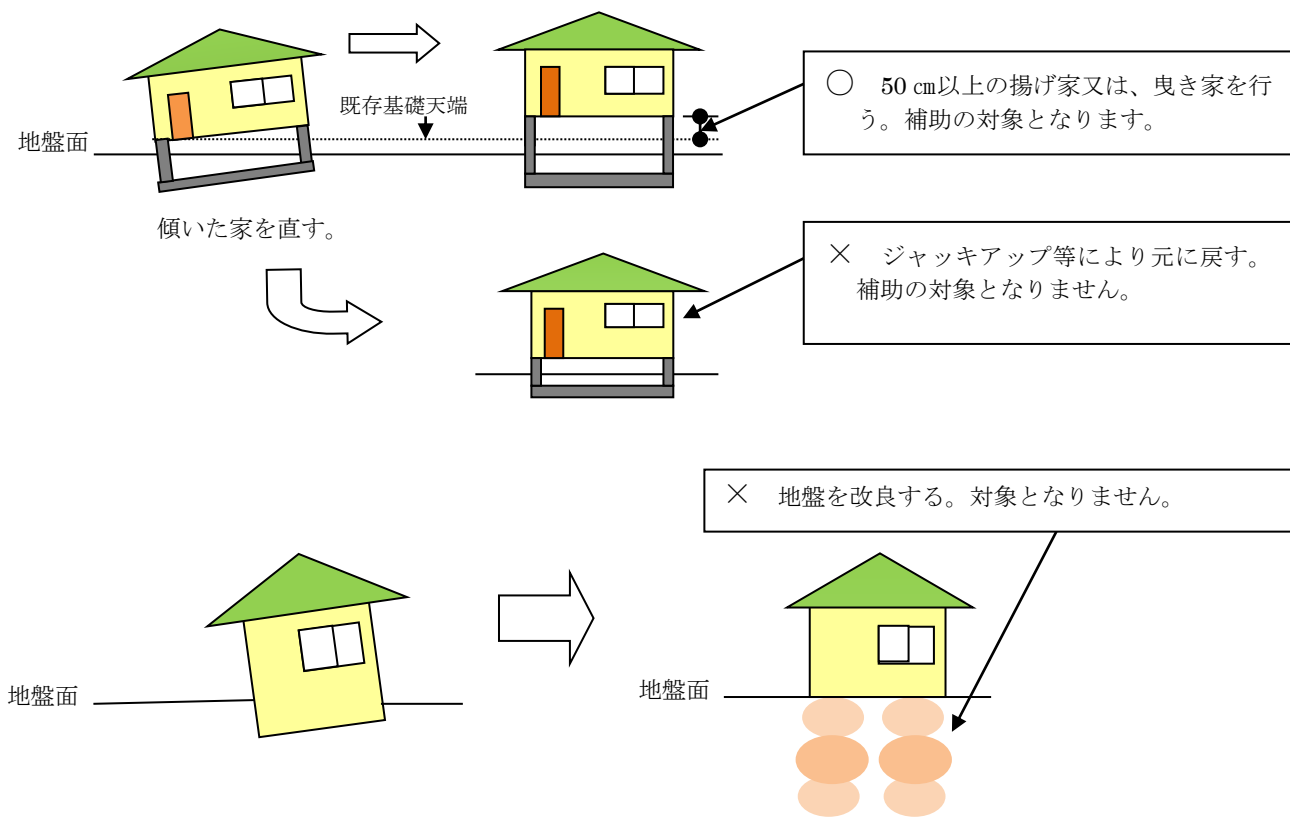 ○ 50 ㎝以上の揚げ家又は、曳き家を行
う。補助の対象となります。
既存基礎天端
地盤面
傾いた家を直す。
× ジャッキアップ等により元に戻す。
補助の対象となりません。
× 地盤を改良する。対象となりません。
地盤面
地盤面